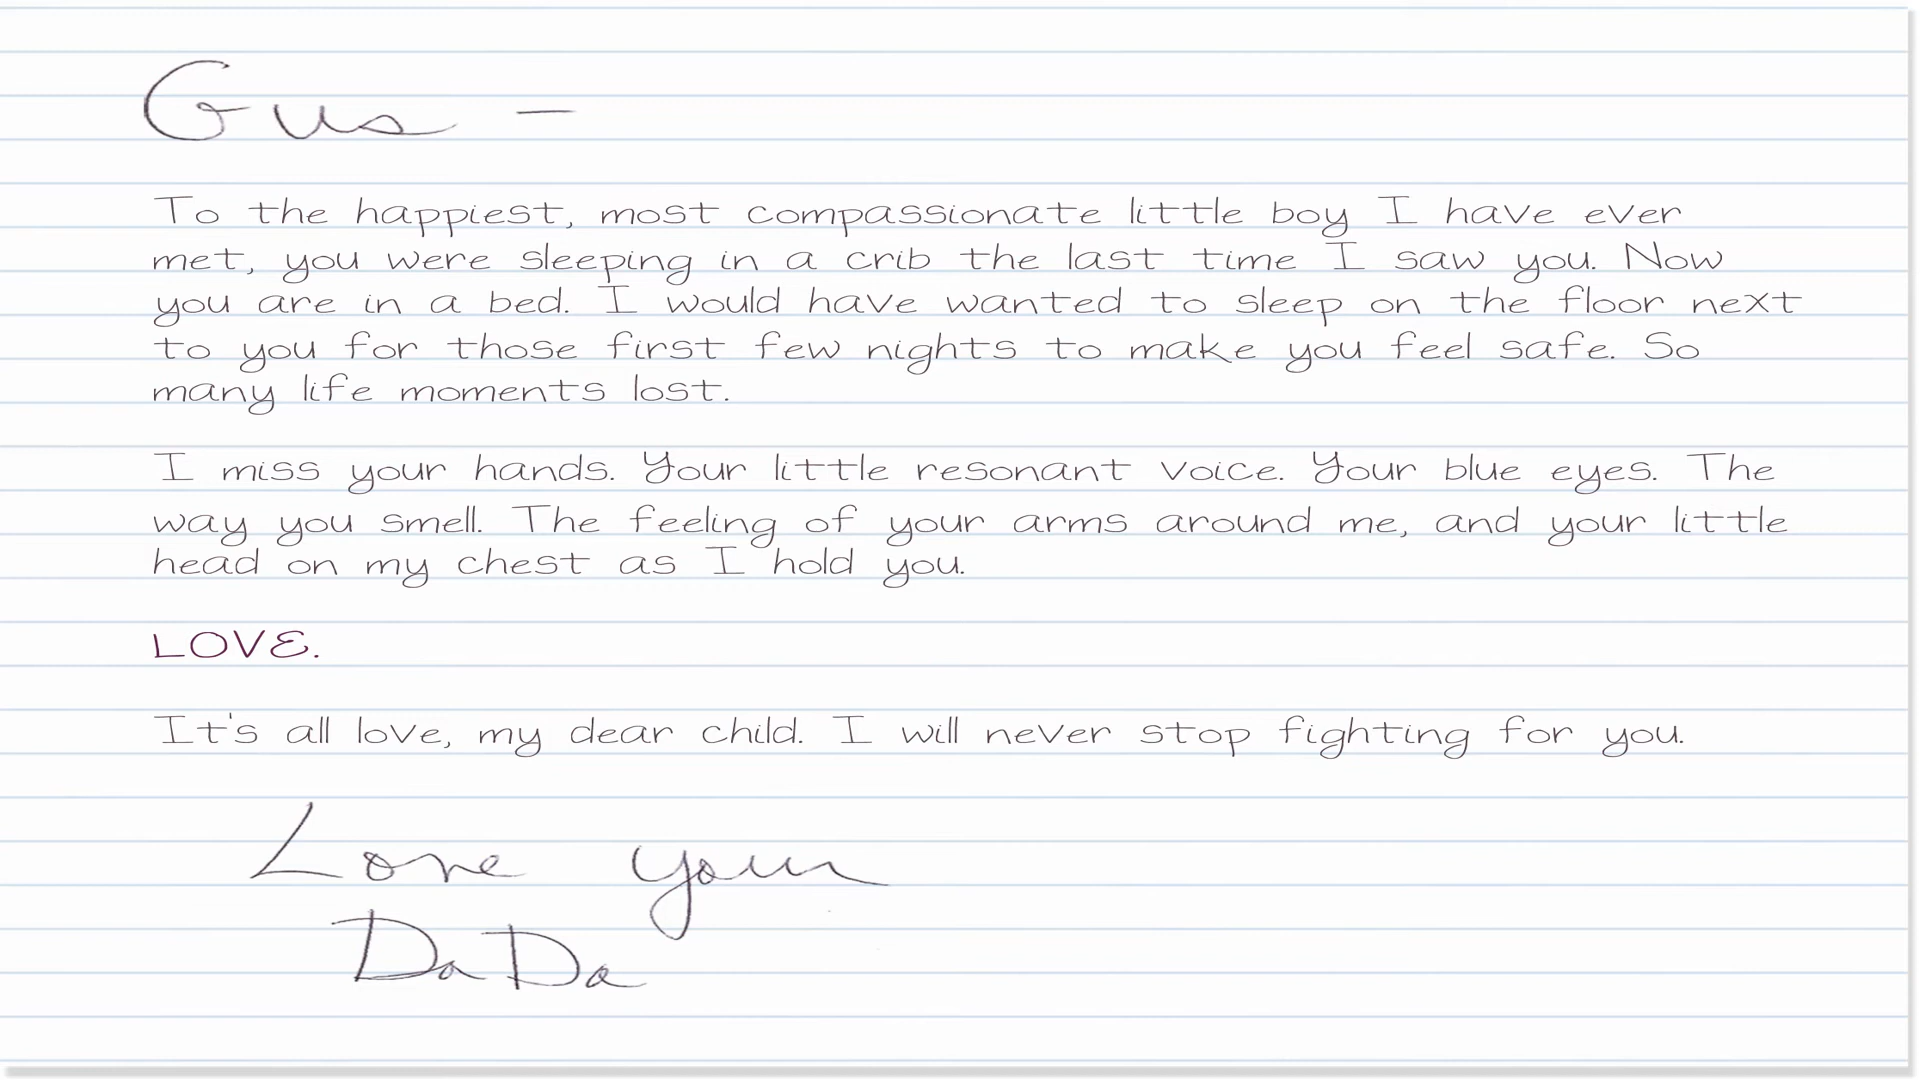 Gus -
To the happiest, most compassionate little boy I have ever
met, you were sleeping in a crib the last time I saw you. Now
you are in a bed. I would have wanted to sleep on the floor next
to you for those first few nights to make you feel safe. So
many life moments lost.
I miss your hands. Your little resonant voice. Your blue eyes. The
way you smell. The feeling of your arms around me, and your little
head on my chest as I hold you.
LOVE.
It's all love, my dear child. I will never stop fighting for you.
Love your
DaDa